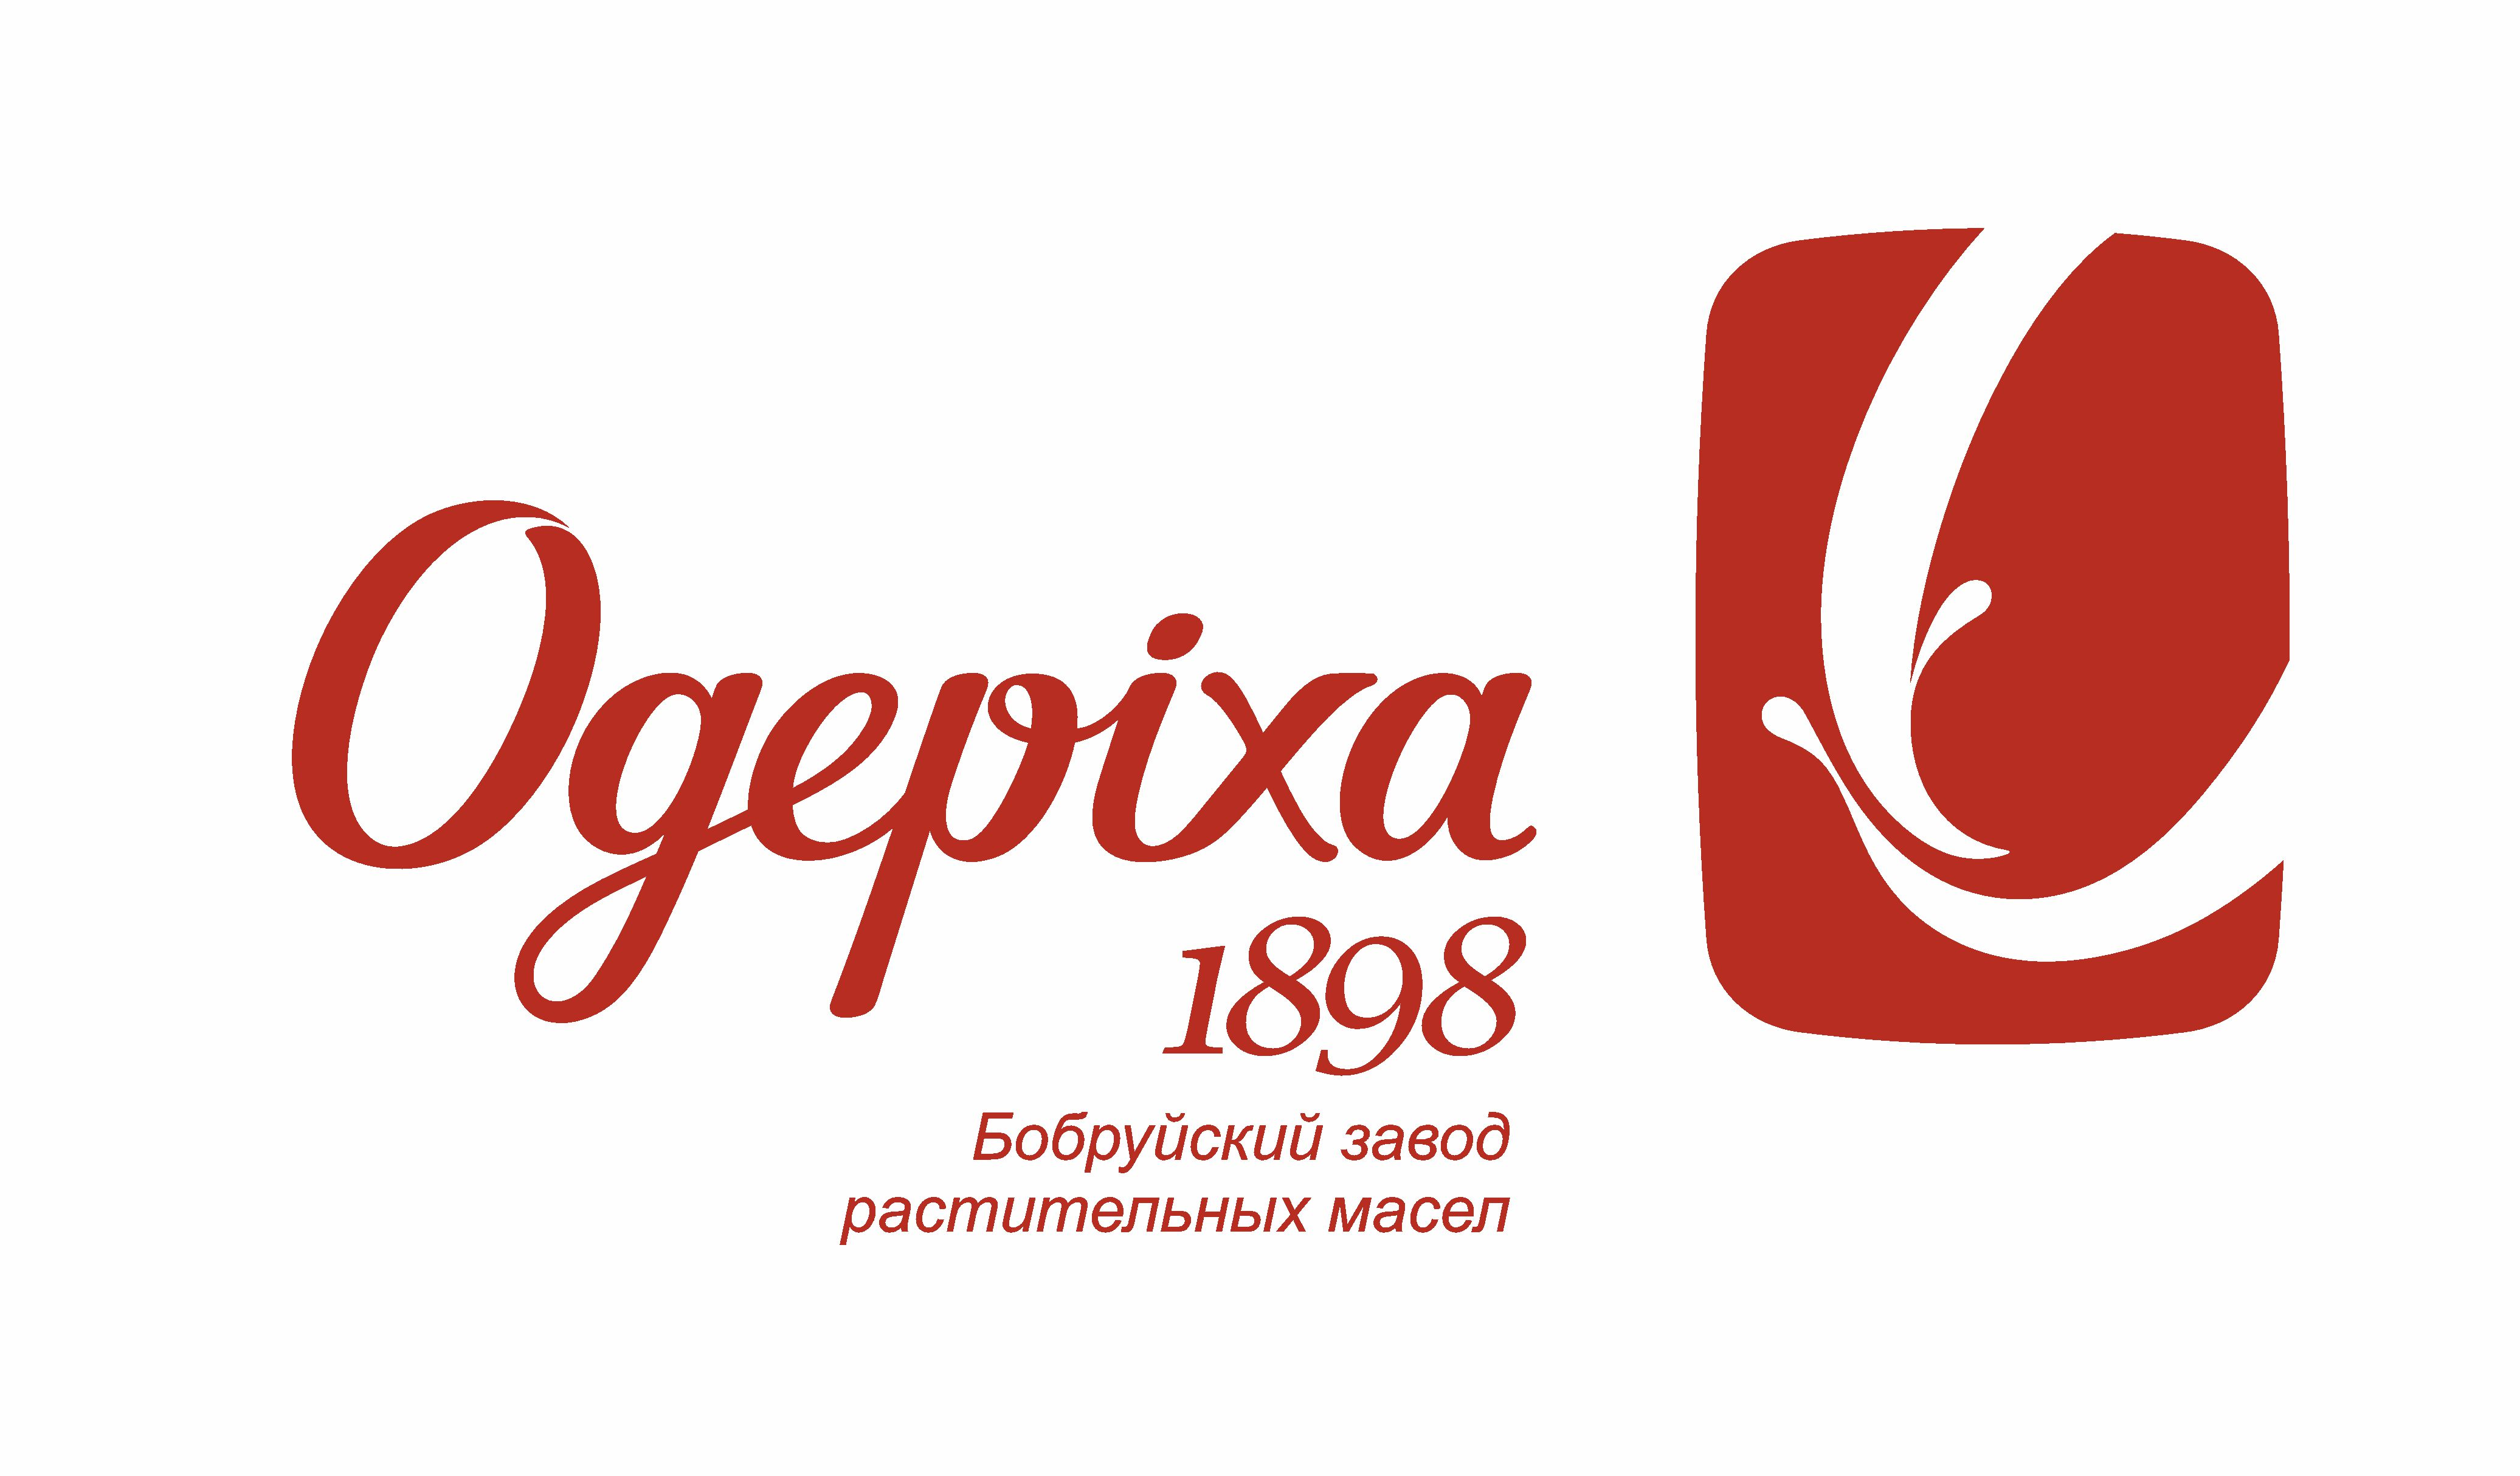 Одеріха
1898
Бобруйский завод
растительных масел